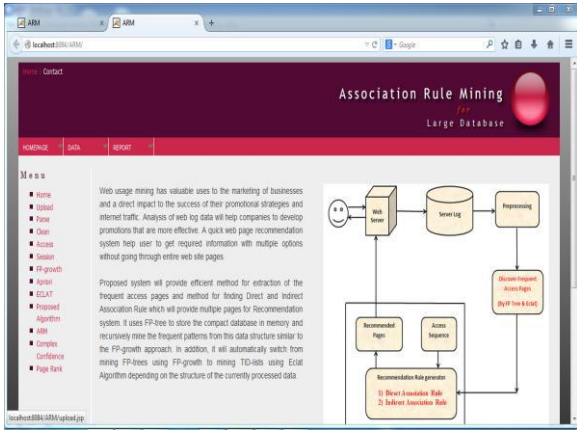 ARM
ARM
localhost:8084/ARM/
Google
Home | Contact
Association Rule Mining
for
Large Database
HOMEPAGE
DATA
REPORT
Menu
Home
Upload
Parse
Clean
Access
Session
FP-growth
Apriori
ECLAT
Proposed
Algorithm
ARM
Complex
Confidence
Page Rank
Web usage mining has valuable uses to the marketing of businesses
and a direct impact to the success of their promotional strategies and
internet traffic. Analysis of web log data will help companies to develop
promotions that are more effective. A quick web page recommendation
system help user to get required information with multiple options
without going through entire web site pages.
Proposed system will provide efficient method for extraction of the
frequent access pages and method for finding Direct and Indirect
Association Rule which will provide multiple pages for Recommendation
system. It uses FP-tree to store the compact database in memory and
recursively mine the frequent patterns from this data structure similar to
the FP-growth approach. In addition, it will automatically switch from
mining FP-trees using FP-growth to mining TID-lists using Eclat
Algorithm depending on the structure of the currently processed data.
Web
Server
Server Log
Preprocessing
Discover frequent
Access Pages
(By FP Tree & Eclat)
Recommended
Pages
Access
Sequence
Recommendation Rule generator
1) Direct Association Rule
2) Indirect Association Rule
localhost:8084/ARM/upload.jsp